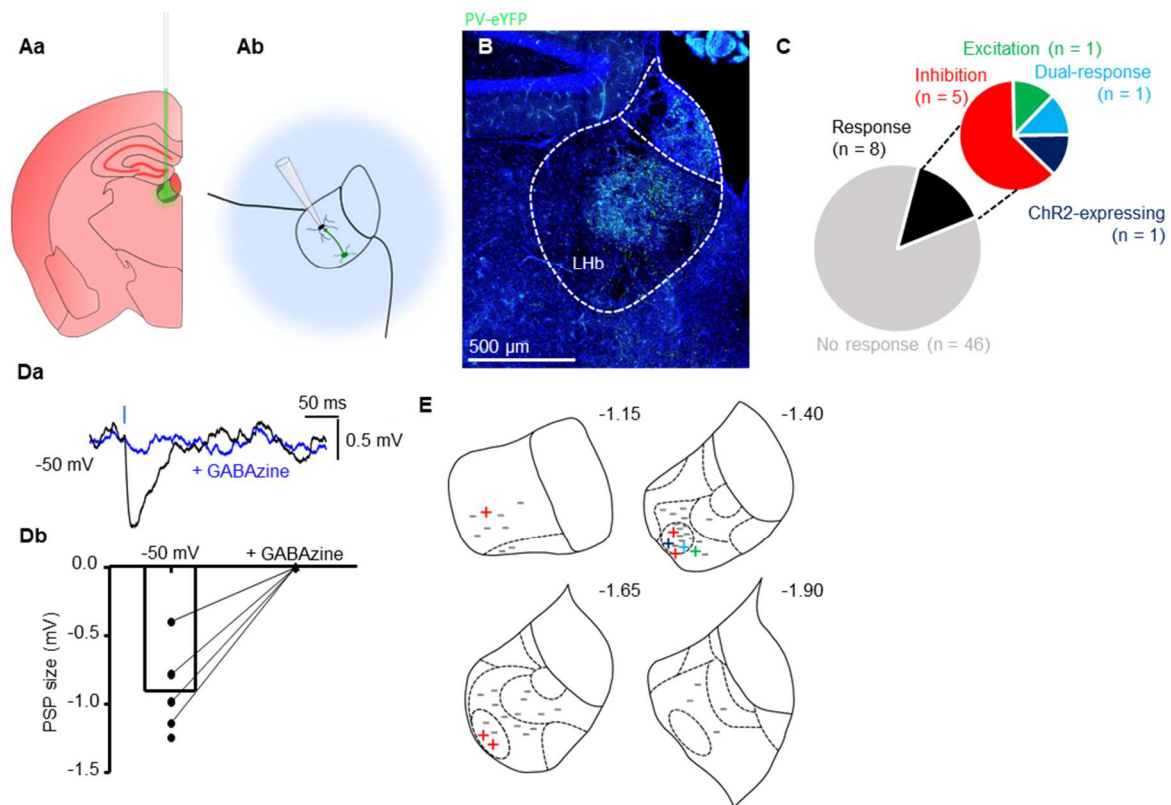 PV-eYFP
Aa
Ab
B
LHb
500 µm
C
Excitation (n = 1)
Inhibition
(n = 5)
Dual-response
(n = 1)
Response
(n = 8)
ChR2-expressing
(n = 1)
No response (n = 46)
Da
50 ms
0.5 mV
-50 mV
+ GABAzine
Db
-50 mV
+ GABAzine
PSP size (mV)
0.0
-0.5
-1.0
-1.5
E
-1.15
-1.40
-1.65
-1.90